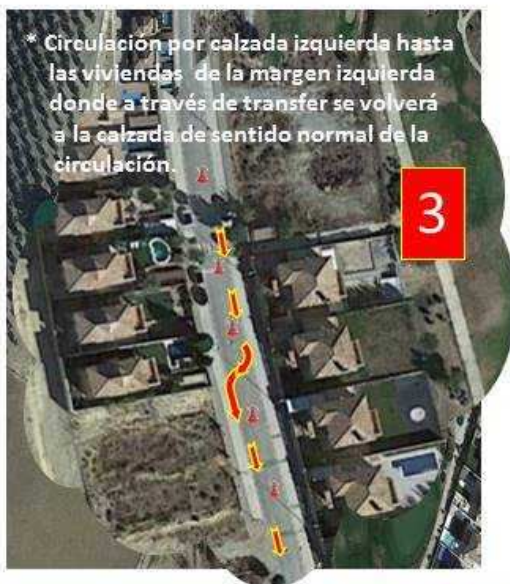 * Circulación por calzada izquierda hasta
las viviendas de la margen izquierda
donde a través de transfer se volverá
a la calzada de sentido normal de la
circulación.
3